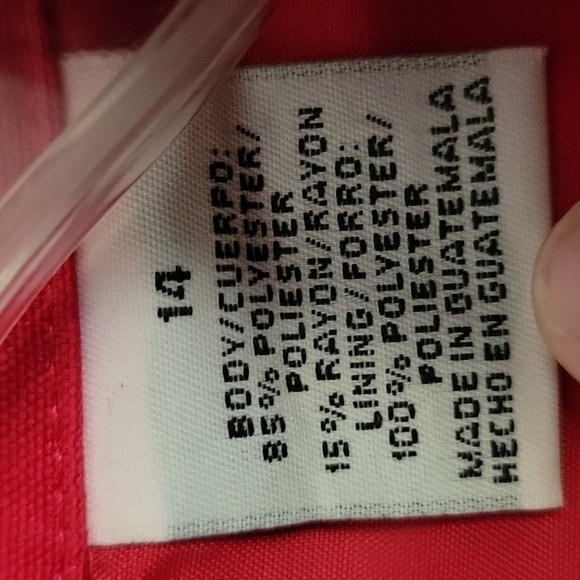 14
BODY/CUERPO:
85% POLYESTER/
POLIESTER
15% RAYON/RAYON
LINING/FORRO:
100% POLYESTER/
POLIESTER
MADE IN GUATEMALA
HECHO EN GUATEMALA